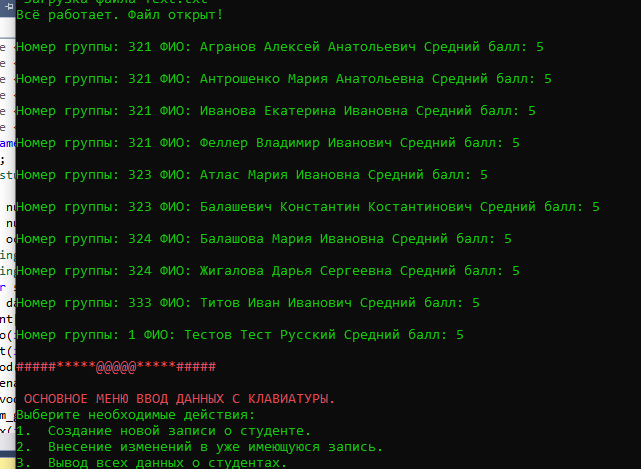 Загрузка файла Text.txt
Всё работает. Файл открыт!
Номер группы: 321 ФИО: Агранов Алексей Анатольевич Средний балл: 5
Номер группы: 321 ФИО: Антрошенко Мария Анатольевна Средний балл: 5
Номер группы: 321 ФИО: Иванова Екатерина Ивановна Средний балл: 5
Номер группы: 321 ФИО: Феллер Владимир Иванович Средний балл: 5
Номер группы: 323 ФИО: Атлас Мария Ивановна Средний балл: 5
Номер группы: 323 ФИО: Балашевич Константин Костантинович Средний балл: 5
Номер группы: 324 ФИО: Балашова Мария Ивановна Средний балл: 5
Номер группы: 324 ФИО: Жигалова Дарья Сергеевна Средний балл: 5
Номер группы: 333 ФИО: Титов Иван Иванович Средний балл: 5
Номер группы: 1 ФИО: Тестов Тест Русский Средний балл: 5
#####*****@@@@@*****#####
ОСНОВНОЕ МЕНЮ ВВОД ДАННЫХ С КЛАВИАТУРЫ.
Выберите необходимые действия:
1. Создание новой записи о студенте.
2. Внесение изменений в уже имеющуюся запись.
3. Вывод всех данных о студентах.